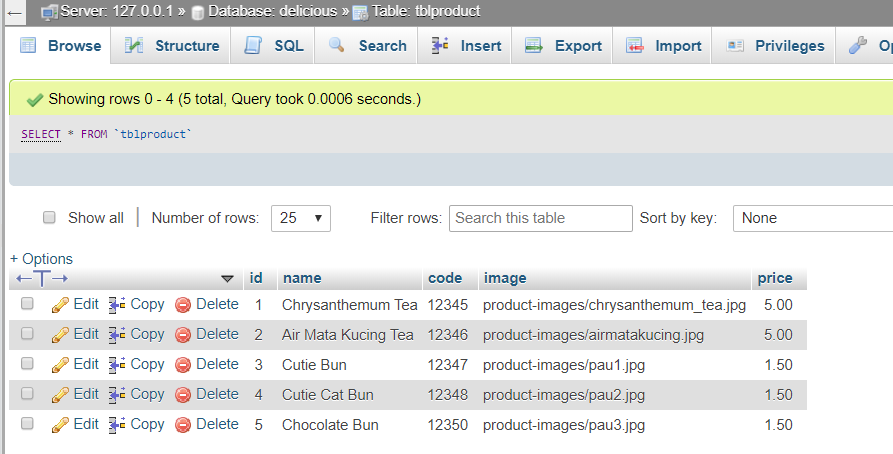 Server: 127.0.0.1 » Database: delicious » Table: tblproduct
Browse Structure SQL Search Insert Export Import Privileges Op
Showing rows 0 - 4 (5 total, Query took 0.0006 seconds.)
SELECT * FROM `tblproduct`
Show all | Number of rows: 25 Filter rows: Search this table Sort by key: None
+ Options
←T→ id name code image price
Edit Copy Delete 1 Chrysanthemum Tea 12345 product-images/chrysanthemum_tea.jpg 5.00
Edit Copy Delete 2 Air Mata Kucing Tea 12346 product-images/airmatakucing.jpg 5.00
Edit Copy Delete 3 Cutie Bun 12347 product-images/pau1.jpg 1.50
Edit Copy Delete 4 Cutie Cat Bun 12348 product-images/pau2.jpg 1.50
Edit Copy Delete 5 Chocolate Bun 12350 product-images/pau3.jpg 1.50